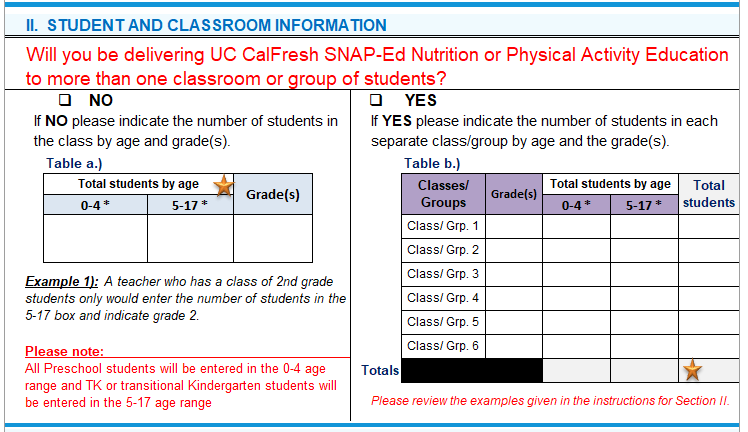 II. STUDENT AND CLASSROOM INFORMATION
Will you be delivering UC CalFresh SNAP-Ed Nutrition or Physical Activity Education
to more than one classroom or group of students?
❑ NO
If NO please indicate the number of students in
the class by age and grade(s).
Table a.)
Total students by age
Grade(s)
0-4 *
5-17 *
Example 1): A teacher who has a class of 2nd grade
students only would enter the number of students in the
5-17 box and indicate grade 2.
Please note:
All Preschool students will be entered in the 0-4 age
range and TK or transitional Kindergarten students will
be entered in the 5-17 age range
❑ YES
If YES please indicate the number of students in each
separate class/group by age and the grade(s).
Table b.)
Classes/
Groups
Grade(s)
Total students by age
0-4 *
5-17 *
Total
students
Class/ Grp. 1
Class/ Grp. 2
Class/ Grp. 3
Class/ Grp. 4
Class/ Grp. 5
Class/ Grp. 6
Totals
Please review the examples given in the instructions for Section II.